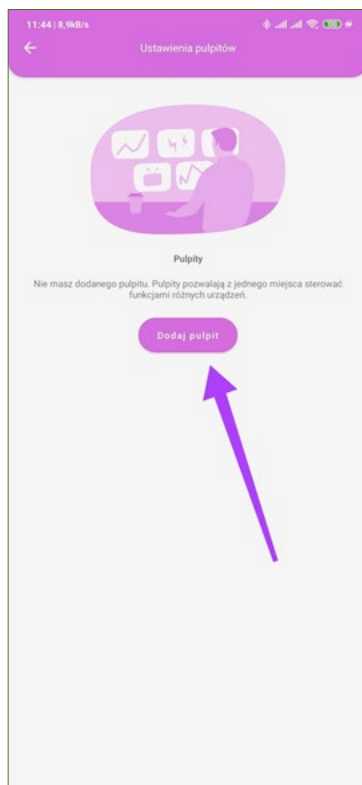 11:44 | 8,9kB/s
Ustawienia pulpitów
Pulpity
Nie masz dodanego pulpitu. Pulpity pozwalają z jednego miejsca sterować
funkcjami różnych urządzeń.
Dodaj pulpit